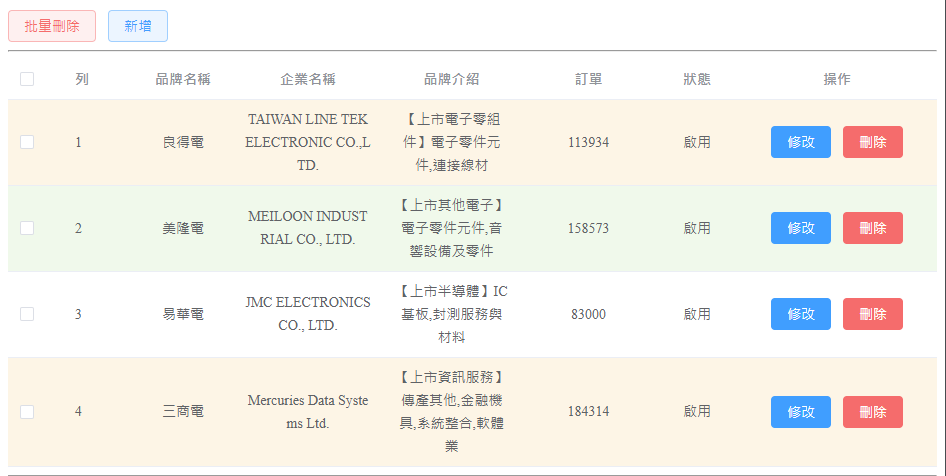 批量刪除 新增
列 品牌名稱 企業名稱 品牌介紹 訂單 狀態 操作
1 良得電 TAIWAN LINE TEK ELECTRONIC CO.,LTD. 【上市電子零組件】電子零件元件,連接線材 113934 啟用 修改 刪除
2 美隆電 MEILOON INDUSTRIAL CO., LTD. 【上市其他電子】電子零件元件,音響設備及零件 158573 啟用 修改 刪除
3 易華電 JMC ELECTRONICS CO., LTD. 【上市半導體】IC基板,封測服務與材料 83000 啟用 修改 刪除
4 三商電 Mercuries Data Systems Ltd. 【上市資訊服務】傳產其他,金融機具,系統整合,軟體業 184314 啟用 修改 刪除